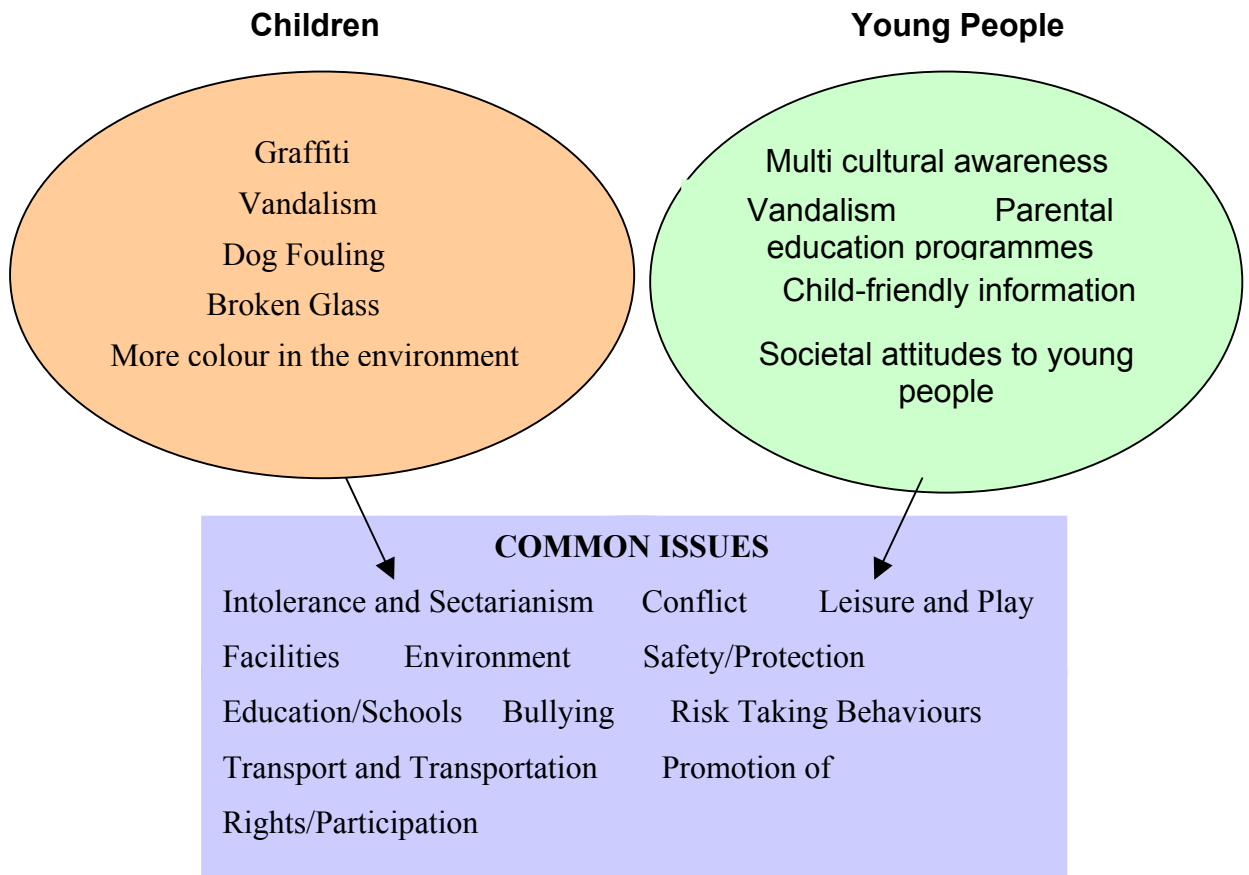 Children
Young People
Graffiti
Vandalism
Dog Fouling
Broken Glass
More colour in the environment
Multi cultural awareness
Vandalism Parental
education programmes
Child-friendly information
Societal attitudes to young
people
COMMON ISSUES
Intolerance and Sectarianism Conflict Leisure and Play
Facilities Environment Safety/Protection
Education/Schools Bullying Risk Taking Behaviours
Transport and Transportation Promotion of
Rights/Participation